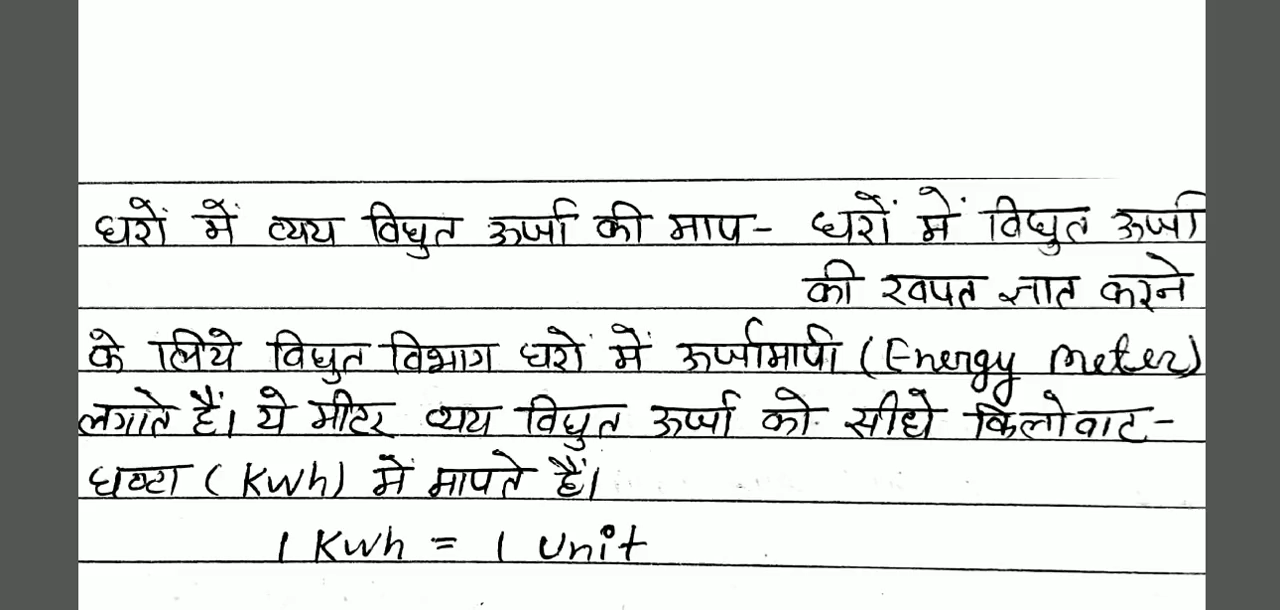 घरों में व्यय विद्युत ऊर्जा की माप- घरों में विद्युत ऊर्जा
की खपत ज्ञात करने
के लिये विद्युत विभाग घरों में ऊर्जामापी (Energy meter)
लगाते हैं। ये मीटर व्यय विद्युत ऊर्जा को सीधे किलोवाट-
घण्टा (Kwh) में मापते हैं।
1 Kwh = 1 Unit